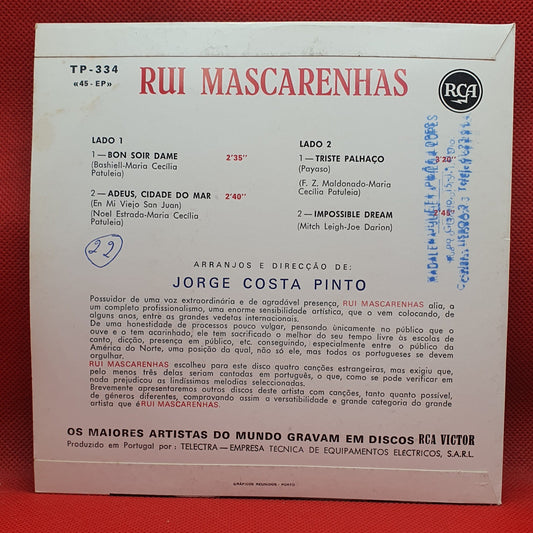 TP-334
«45-EP»
RUI MASCARENHAS
RCA
LADO 1
1 — BON SOIR DAME 2'35"
(Bashiell-Maria Cecília
Patuleia)
2 — ADEUS, CIDADE DO MAR 2'40"
(En Mi Viejo San Juan)
(Noel Estrada-Maria Cecília
Patuleia)
22
LADO 2
1 — TRISTE PALHAÇO 3'20"
(Payaso)
(F. Z. Maldonado-Maria
Cecília Patuleia)
2 — IMPOSSIBLE DREAM 2'45"
(Mitch Leigh-Joe Darion)
ARRANJOS E DIRECÇÃO DE:
JORGE COSTA PINTO
Possuidor de uma voz extraordinária e de agradável presença, RUI MASCARENHAS alia, a
um completo profissionalismo, uma enorme sensibilidade artística, que o vem colocando, de
alguns anos, entre as grandes vedetas internacionais.
De uma honestidade de processos pouco vulgar, pensando únicamente no público que o
ouve e o tem acarinhado, ele tem sacrificado o melhor do seu tempo livre às escolas de
canto, dicção, presença em público, etc. conseguindo, especialmente entre o público da
América do Norte, uma posição da qual, não só ele, mas todos os portugueses se devem
orgulhar.
RUI MASCARENHAS escolheu para este disco quatro canções estrangeiras, mas exigiu que,
pelo menos três delas seriam cantadas em português, o que, como se pode verificar em
nada prejudicou as lindíssimas melodias selecionadas.
Brevemente apresentaremos outros discos deste artista com canções, tanto quanto possível,
de géneros diferentes, comprovando assim a versatibilidade e grande categoria do grande
artista que é RUI MASCARENHAS.
OS MAIORES ARTISTAS DO MUNDO GRAVAM EM DISCOS RCA VICTOR
Produzido em Portugal por: TELECTRA — EMPRESA TECNICA DE EQUIPAMENTOS ELÉCTRICOS, S.A.R.L.
GRÁFICOS REUNIDOS - PORTO